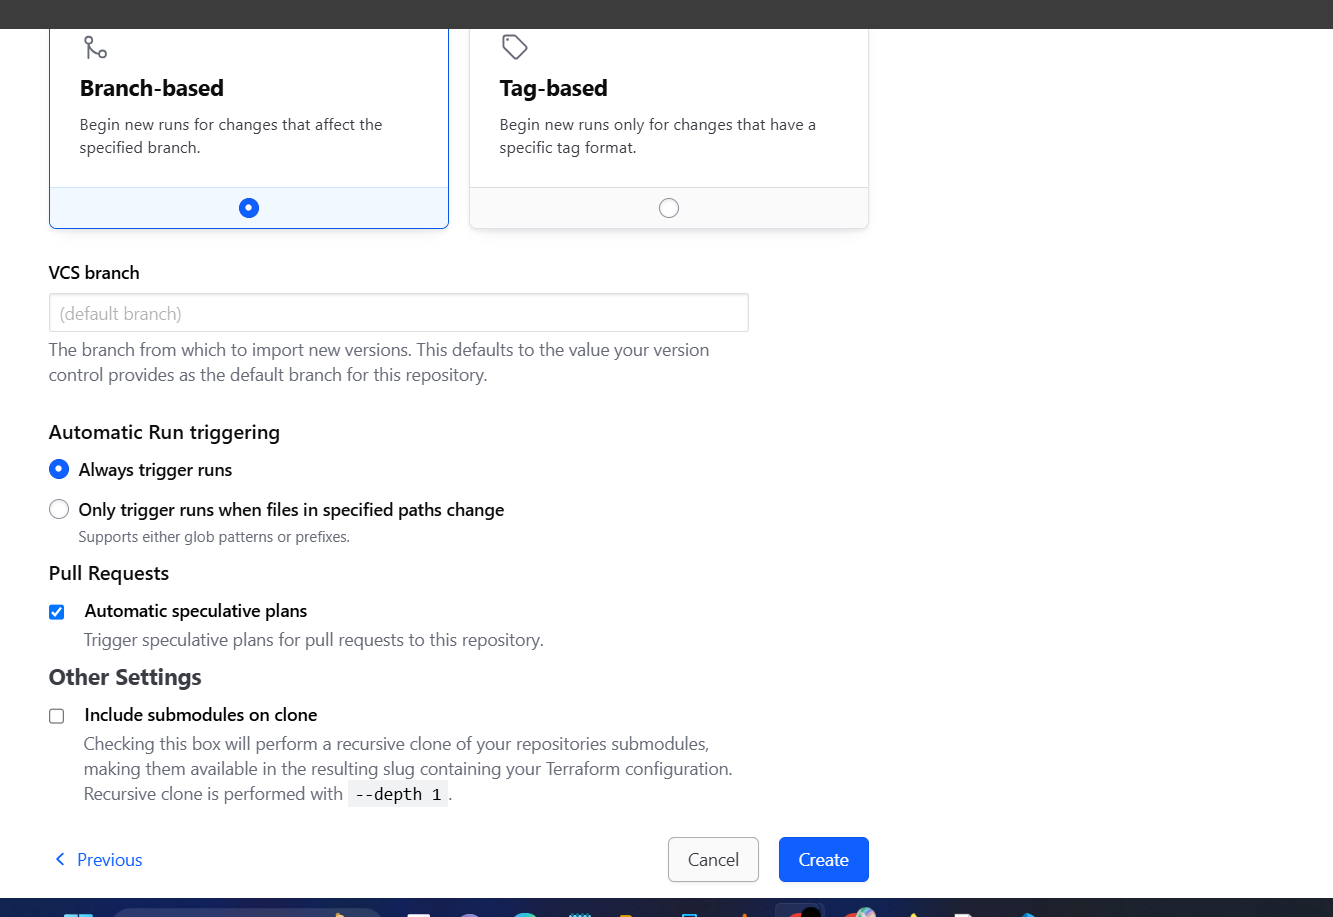 Branch-based
Begin new runs for changes that affect the
specified branch.
Tag-based
Begin new runs only for changes that have a
specific tag format.
VCS branch
(default branch)
The branch from which to import new versions. This defaults to the value your version
control provides as the default branch for this repository.
Automatic Run triggering
Always trigger runs
Only trigger runs when files in specified paths change
Supports either glob patterns or prefixes.
Pull Requests
Automatic speculative plans
Trigger speculative plans for pull requests to this repository.
Other Settings
Include submodules on clone
Checking this box will perform a recursive clone of your repositories submodules,
making them available in the resulting slug containing your Terraform configuration.
Recursive clone is performed with --depth 1 .
Previous
Cancel
Create